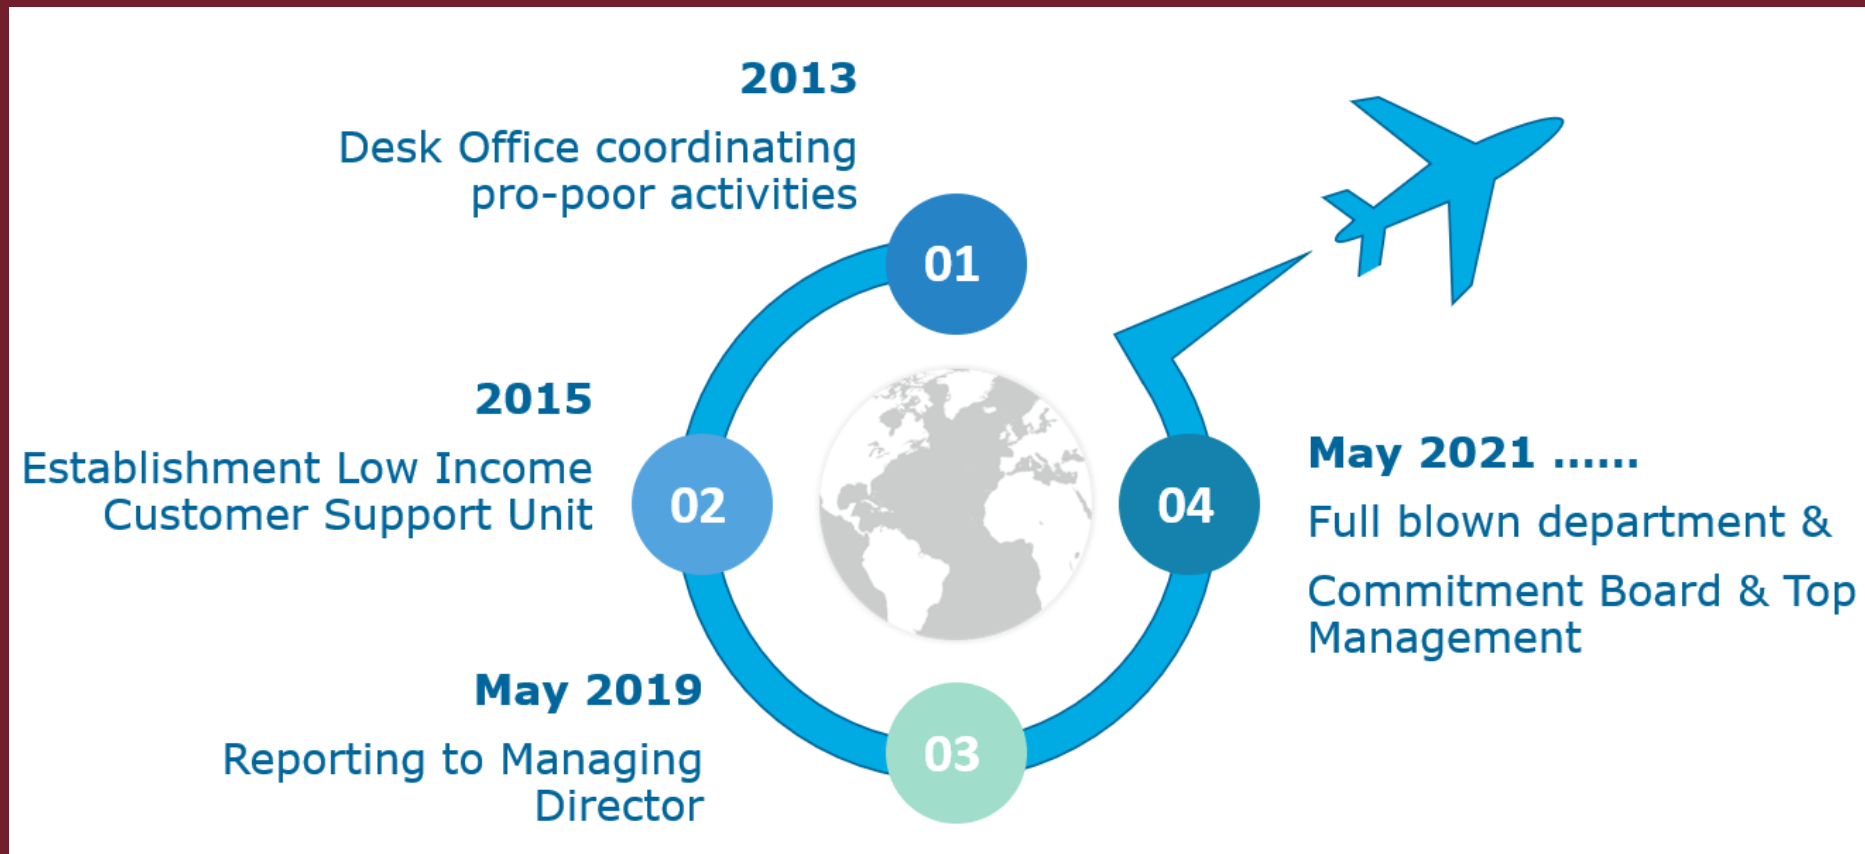 2013
Desk Office coordinating
pro-poor activities
01
2015
Establishment Low Income
Customer Support Unit
02
May 2019
Reporting to Managing
Director
03
04
May 2021 ......
Full blown department &
Commitment Board & Top
Management